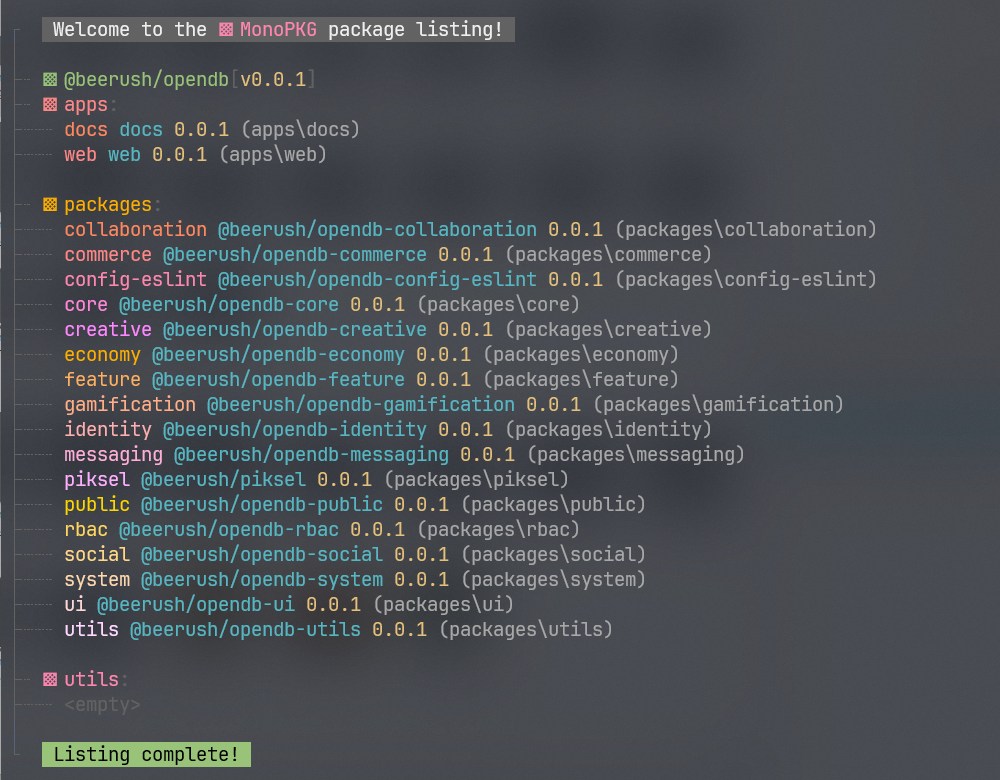 Welcome to the ▩ MonoPKG package listing!
▩ @beerush/opendb[v0.0.1]
▩ apps:
docs docs 0.0.1 (apps\docs)
web web 0.0.1 (apps\web)
▩ packages:
collaboration @beerush/opendb-collaboration 0.0.1 (packages\collaboration)
commerce @beerush/opendb-commerce 0.0.1 (packages\commerce)
config-eslint @beerush/opendb-config-eslint 0.0.1 (packages\config-eslint)
core @beerush/opendb-core 0.0.1 (packages\core)
creative @beerush/opendb-creative 0.0.1 (packages\creative)
economy @beerush/opendb-economy 0.0.1 (packages\economy)
feature @beerush/opendb-feature 0.0.1 (packages\feature)
gamification @beerush/opendb-gamification 0.0.1 (packages\gamification)
identity @beerush/opendb-identity 0.0.1 (packages\identity)
messaging @beerush/opendb-messaging 0.0.1 (packages\messaging)
piksel @beerush/piksel 0.0.1 (packages\piksel)
public @beerush/opendb-public 0.0.1 (packages\public)
rbac @beerush/opendb-rbac 0.0.1 (packages\rbac)
social @beerush/opendb-social 0.0.1 (packages\social)
system @beerush/opendb-system 0.0.1 (packages\system)
ui @beerush/opendb-ui 0.0.1 (packages\ui)
utils @beerush/opendb-utils 0.0.1 (packages\utils)
▩ utils:
<empty>
Listing complete!